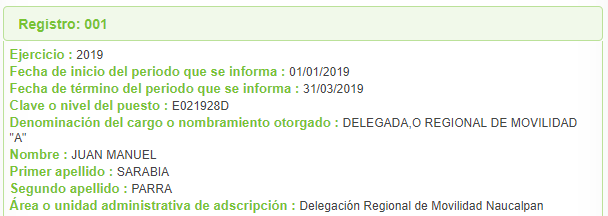 Registro: 001
Ejercicio : 2019
Fecha de inicio del periodo que se informa : 01/01/2019
Fecha de término del periodo que se informa : 31/03/2019
Clave o nivel del puesto : E021928D
Denominación del cargo o nombramiento otorgado : DELEGADA,O REGIONAL DE MOVILIDAD
"A"
Nombre : JUAN MANUEL
Primer apellido : SARABIA
Segundo apellido : PARRA
Área o unidad administrativa de adscripción : Delegación Regional de Movilidad Naucalpan